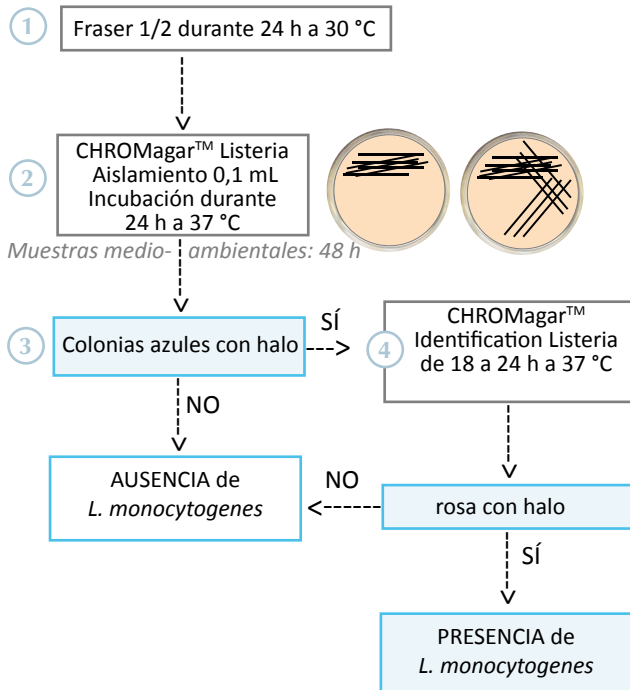 1
Fraser 1/2 durante 24 h a 30 °C
2
CHROMagar™ Listeria
Aislamiento 0,1 mL
Incubación durante
24 h a 37 °C
Muestras medio- ambientales: 48 h
3
Colonias azules con halo
SÍ
4
CHROMagar™
Identification Listeria
de 18 a 24 h a 37 °C
NO
AUSENCIA de
L. monocytogenes
NO
rosa con halo
SÍ
PRESENCIA de
L. monocytogenes